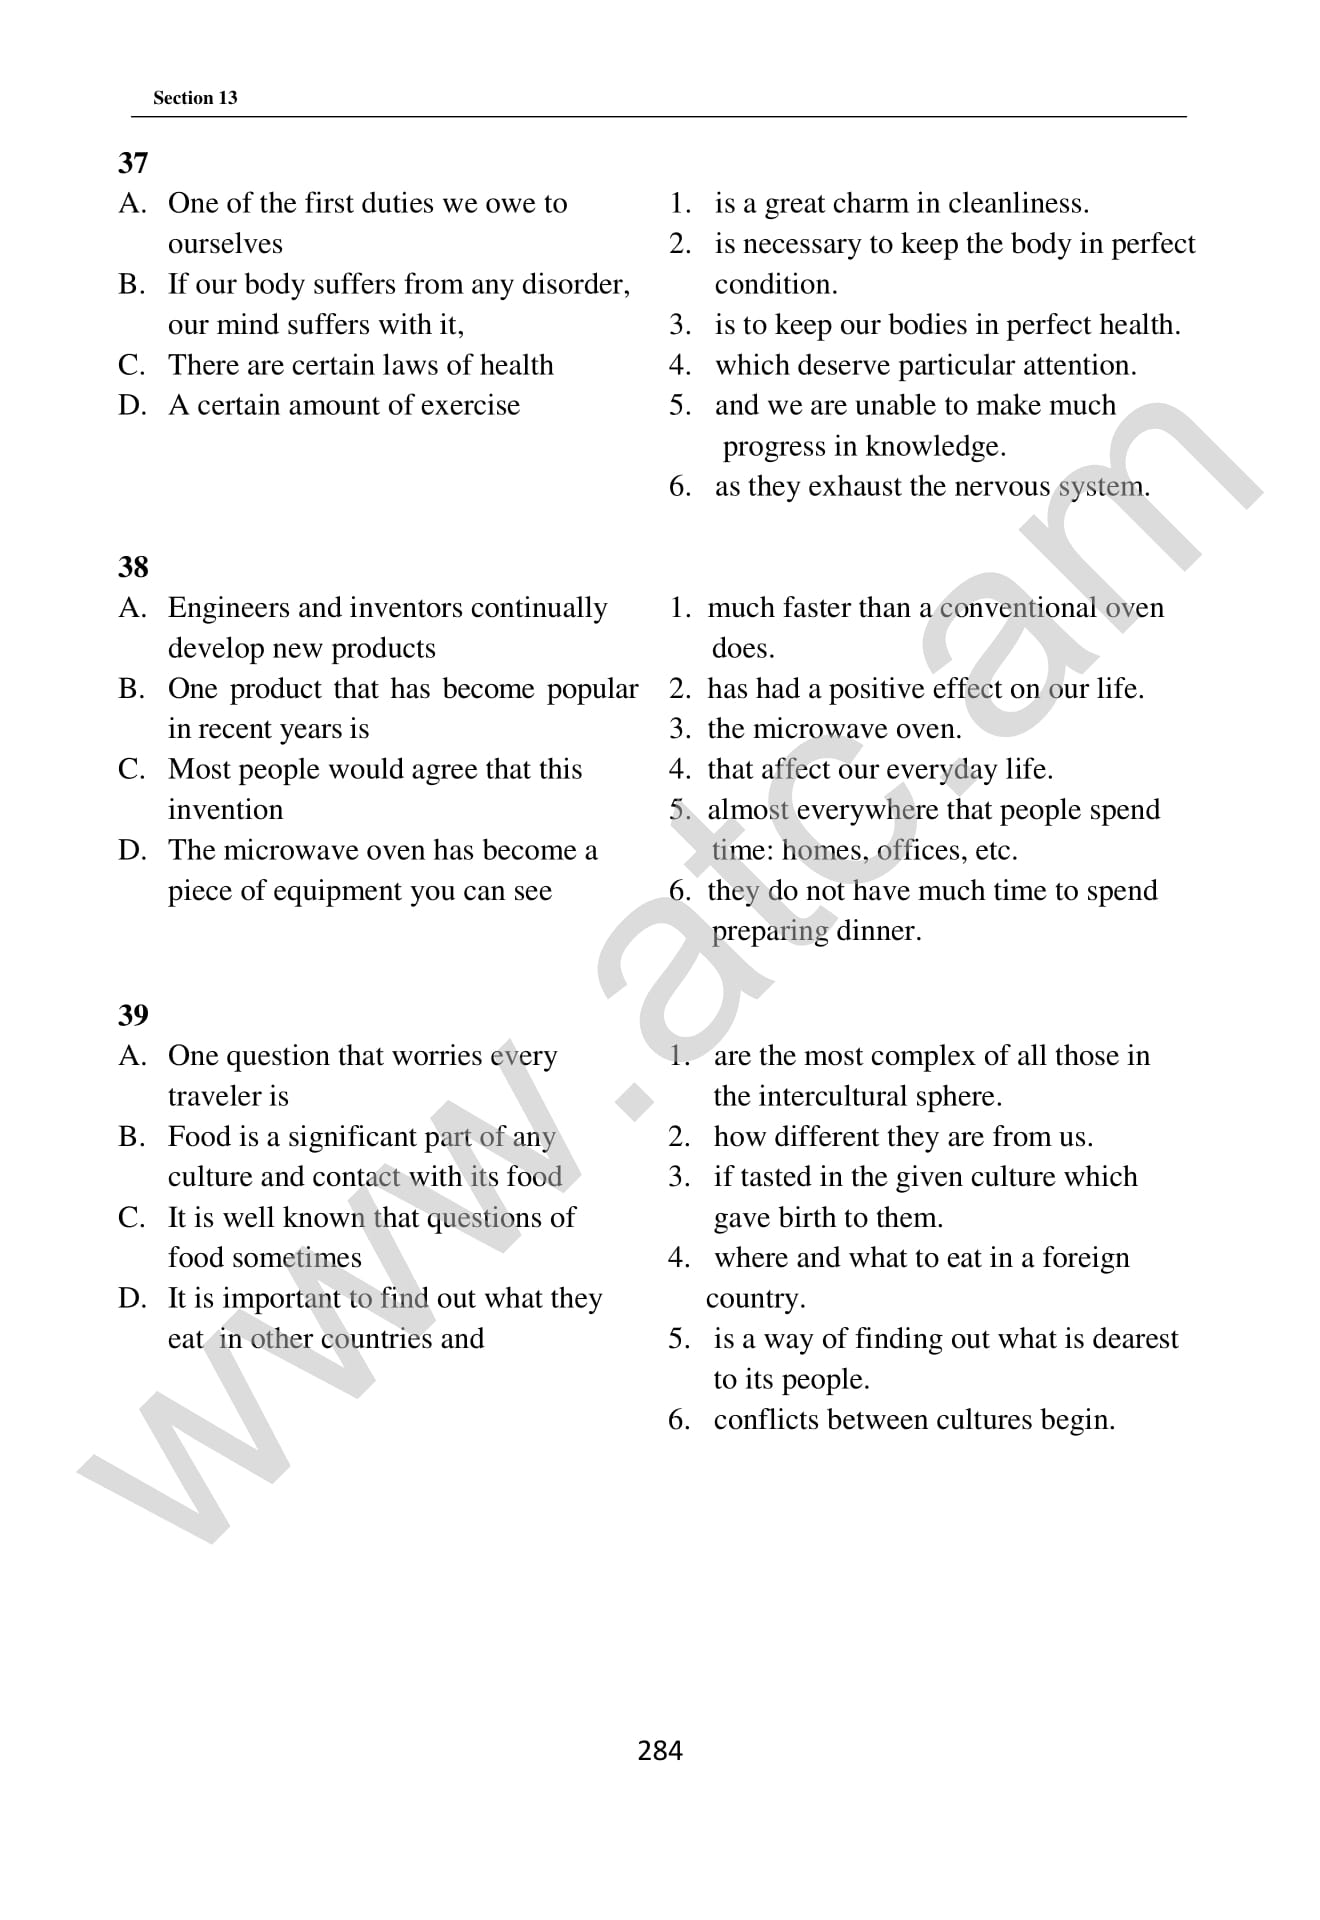 Section 13
37
A. One of the first duties we owe to
ourselves
B. If our body suffers from any disorder,
our mind suffers with it,
C. There are certain laws of health
D. A certain amount of exercise
1. is a great charm in cleanliness.
2. is necessary to keep the body in perfect
condition.
3. is to keep our bodies in perfect health.
4. which deserve particular attention.
5. and we are unable to make much
progress in knowledge.
6. as they exhaust the nervous system.
38
A. Engineers and inventors continually
develop new products
B. One product that has become popular
in recent years is
C. Most people would agree that this
invention
D. The microwave oven has become a
piece of equipment you can see
1. much faster than a conventional oven
does.
2. has had a positive effect on our life.
3. the microwave oven.
4. that affect our everyday life.
5. almost everywhere that people spend
time: homes, offices, etc.
6. they do not have much time to spend
preparing dinner.
39
A. One question that worries every
traveler is
B. Food is a significant part of any
culture and contact with its food
C. It is well known that questions of
food sometimes
D. It is important to find out what they
eat in other countries and
1. are the most complex of all those in
the intercultural sphere.
2. how different they are from us.
3. if tasted in the given culture which
gave birth to them.
4. where and what to eat in a foreign
country.
5. is a way of finding out what is dearest
to its people.
6. conflicts between cultures begin.
284
www.atc.am